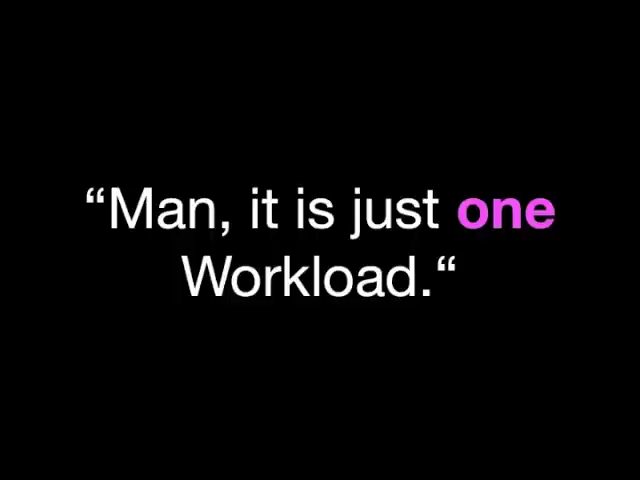 “Man, it is just one
Workload.“